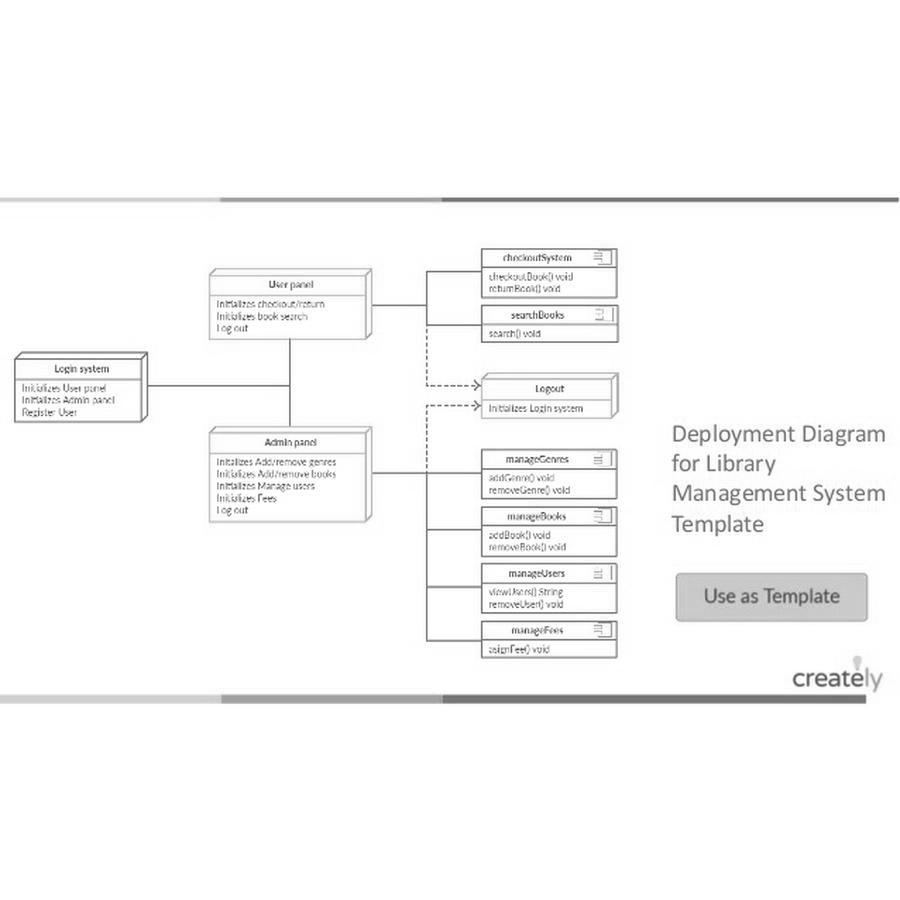 checkoutSystem
checkoutBook() void
returnBook() void
User panel
Initializes checkout/return
Initializes book search
Log out
searchBooks
search() void
Login system
Initializes User panel
Initializes Admin panel
Register User
Logout
Initializes Login system
Admin panel
Initalizes Add/remove genres
Initializes Add/remove books
Initializes Manage users
Initializes Fees
Log out
manageGenres
addGenre() void
removeGenre() void
manageBooks
addBook() void
removeBook() void
manageUsers
viewUsers() String
removeUser() void
manageFees
asignFee() void
Deployment Diagram
for Library
Management System
Template
Use as Template
creately